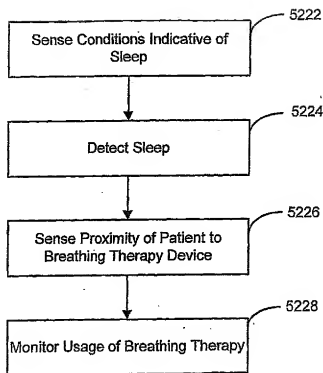 5222
Sense Conditions Indicative of
Sleep
5224
Detect Sleep
5226
Sense Proximity of Patient to
Breathing Therapy Device
5228
Monitor Usage of Breathing Therapy